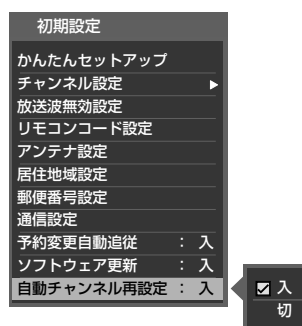 初期設定
かんたんセットアップ
チャンネル設定
放送波無効設定
リモコンコード設定
アンテナ設定
居住地域設定
郵便番号設定
通信設定
予約変更自動追従 : 入
ソフトウェア更新 : 入
自動チャンネル再設定 : 入
入
切